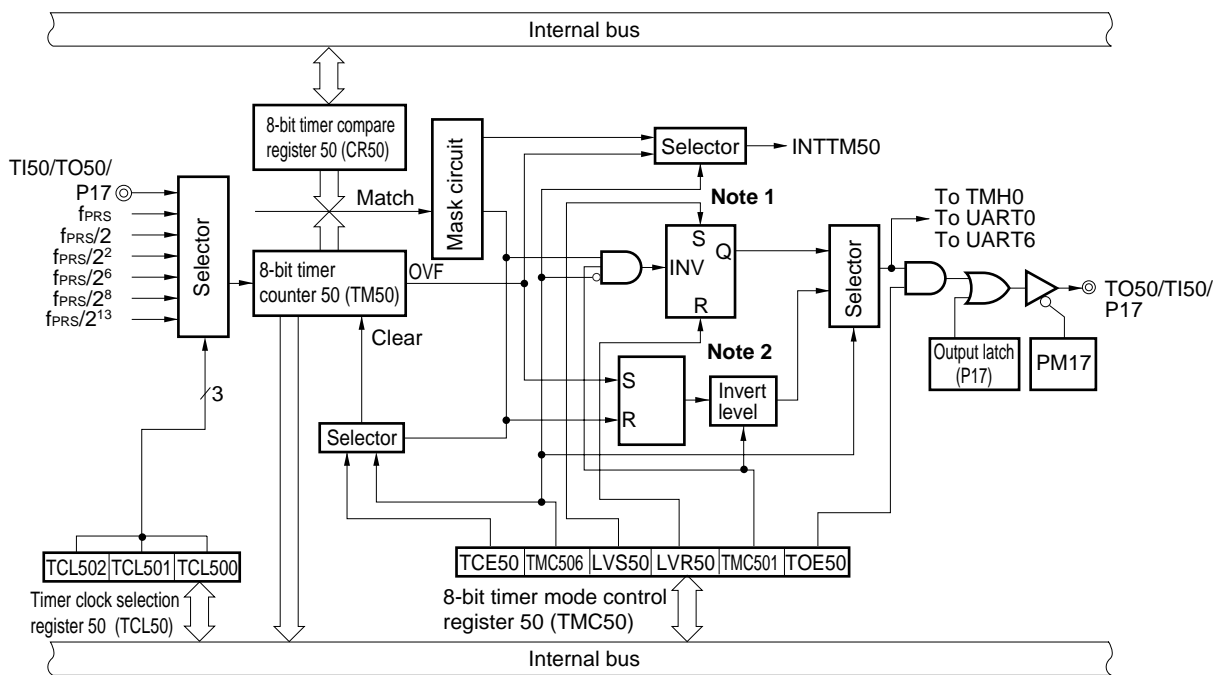 Internal bus
8-bit timer compare
register 50 (CR50)
TI50/TO50/
P17
fPRS
fPRS/2
fPRS/2²
fPRS/2⁶
fPRS/2⁸
fPRS/2¹³
Selector
Match
Mask circuit
Selector
INTTM50
Note 1
8-bit timer
counter 50 (TM50)
OVF
Clear
S
INV
Q
R
Selector
To TMH0
To UART0
To UART6
TO50/TI50/
P17
Output latch
(P17)
PM17
Note 2
S
R
Invert
level
3
Selector
TCL502 TCL501 TCL500
Timer clock selection
register 50 (TCL50)
TCE50 TMC506 LVS50 LVR50 TMC501 TOE50
8-bit timer mode control
register 50 (TMC50)
Internal bus